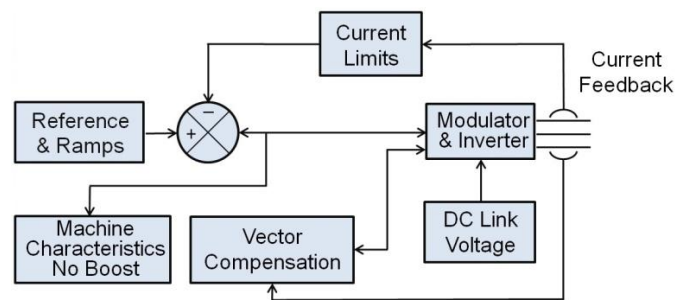 Current
Limits
Current
Feedback
Reference
& Ramps
−
+
Modulator
& Inverter
Machine
Characteristics
No Boost
Vector
Compensation
DC Link
Voltage